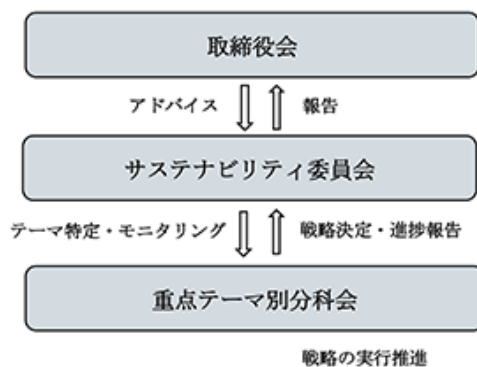 取締役会
アドバイス 報告
サステナビリティ委員会
テーマ特定・モニタリング 戦略決定・進捗報告
重点テーマ別分科会
戦略の実行推進